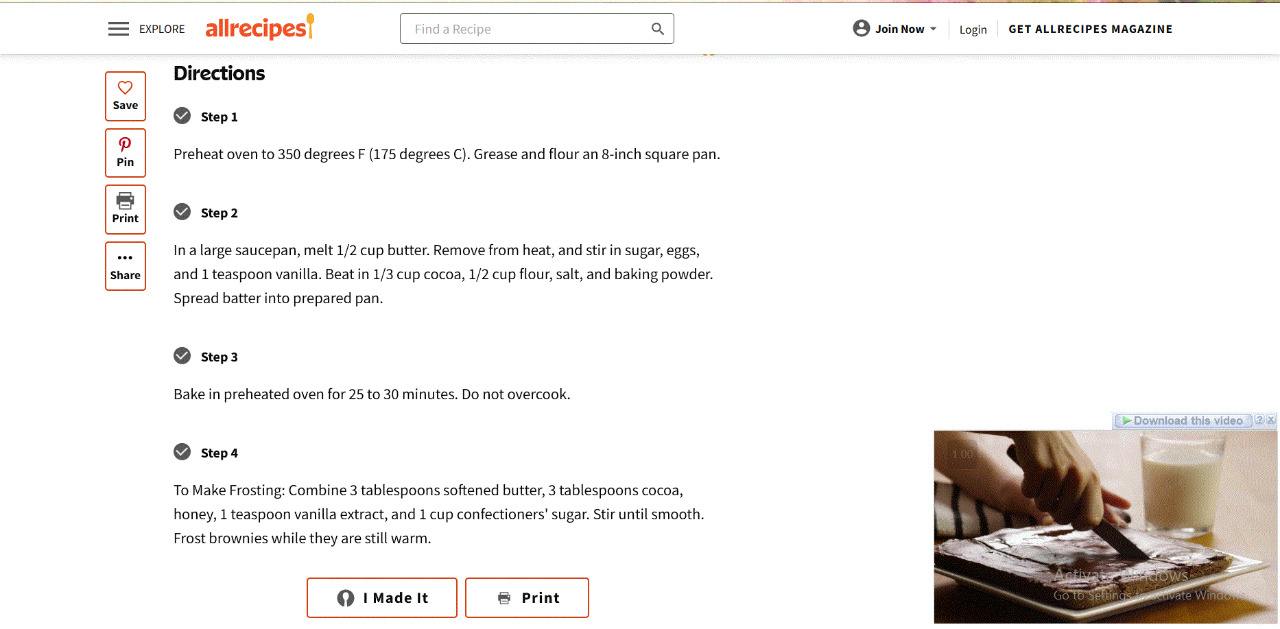 EXPLORE
allrecipes
Find a Recipe
Join Now
Login
GET ALLRECIPES MAGAZINE
Directions
Save
Pin
Print
Share
Step 1
Preheat oven to 350 degrees F (175 degrees C). Grease and flour an 8-inch square pan.
Step 2
In a large saucepan, melt 1/2 cup butter. Remove from heat, and stir in sugar, eggs,
and 1 teaspoon vanilla. Beat in 1/3 cup cocoa, 1/2 cup flour, salt, and baking powder.
Spread batter into prepared pan.
Step 3
Bake in preheated oven for 25 to 30 minutes. Do not overcook.
Step 4
To Make Frosting: Combine 3 tablespoons softened butter, 3 tablespoons cocoa,
honey, 1 teaspoon vanilla extract, and 1 cup confectioners' sugar. Stir until smooth.
Frost brownies while they are still warm.
I Made It
Print
Download this video ? X
1.00
Activate Windows
Go to Settings to activate Windows